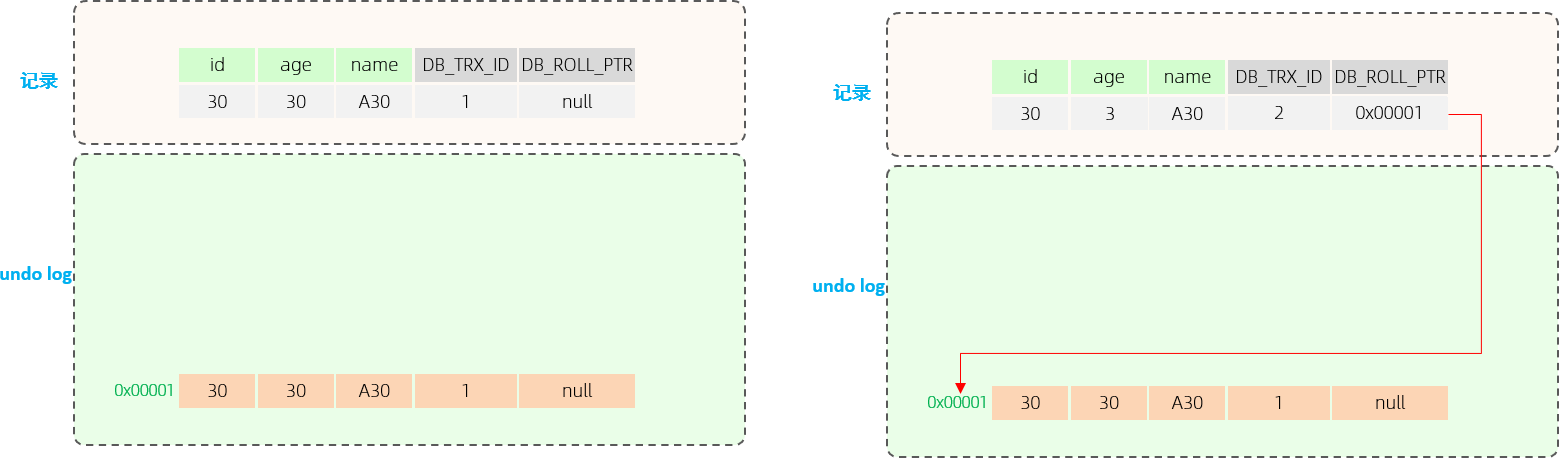 id age name DB_TRX_ID DB_ROLL_PTR
记录
30 30 A30 1 null
undo log
0x00001 30 30 A30 1 null
id age name DB_TRX_ID DB_ROLL_PTR
记录
30 3 A30 2 0x00001
undo log
0x00001 30 30 A30 1 null